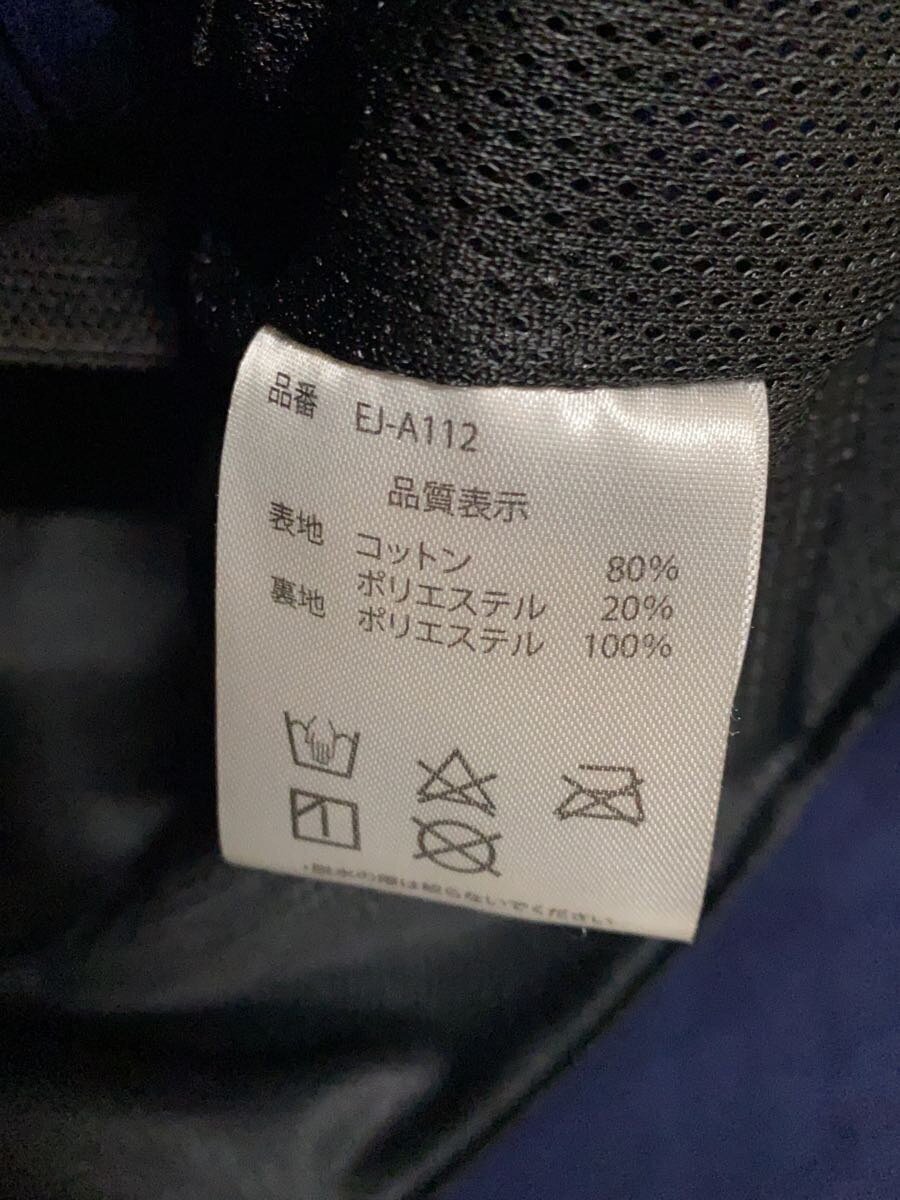 品番 EJ-A112
品質表示
表地 コットン 80%
ポリエステル 20%
裏地 ポリエステル 100%